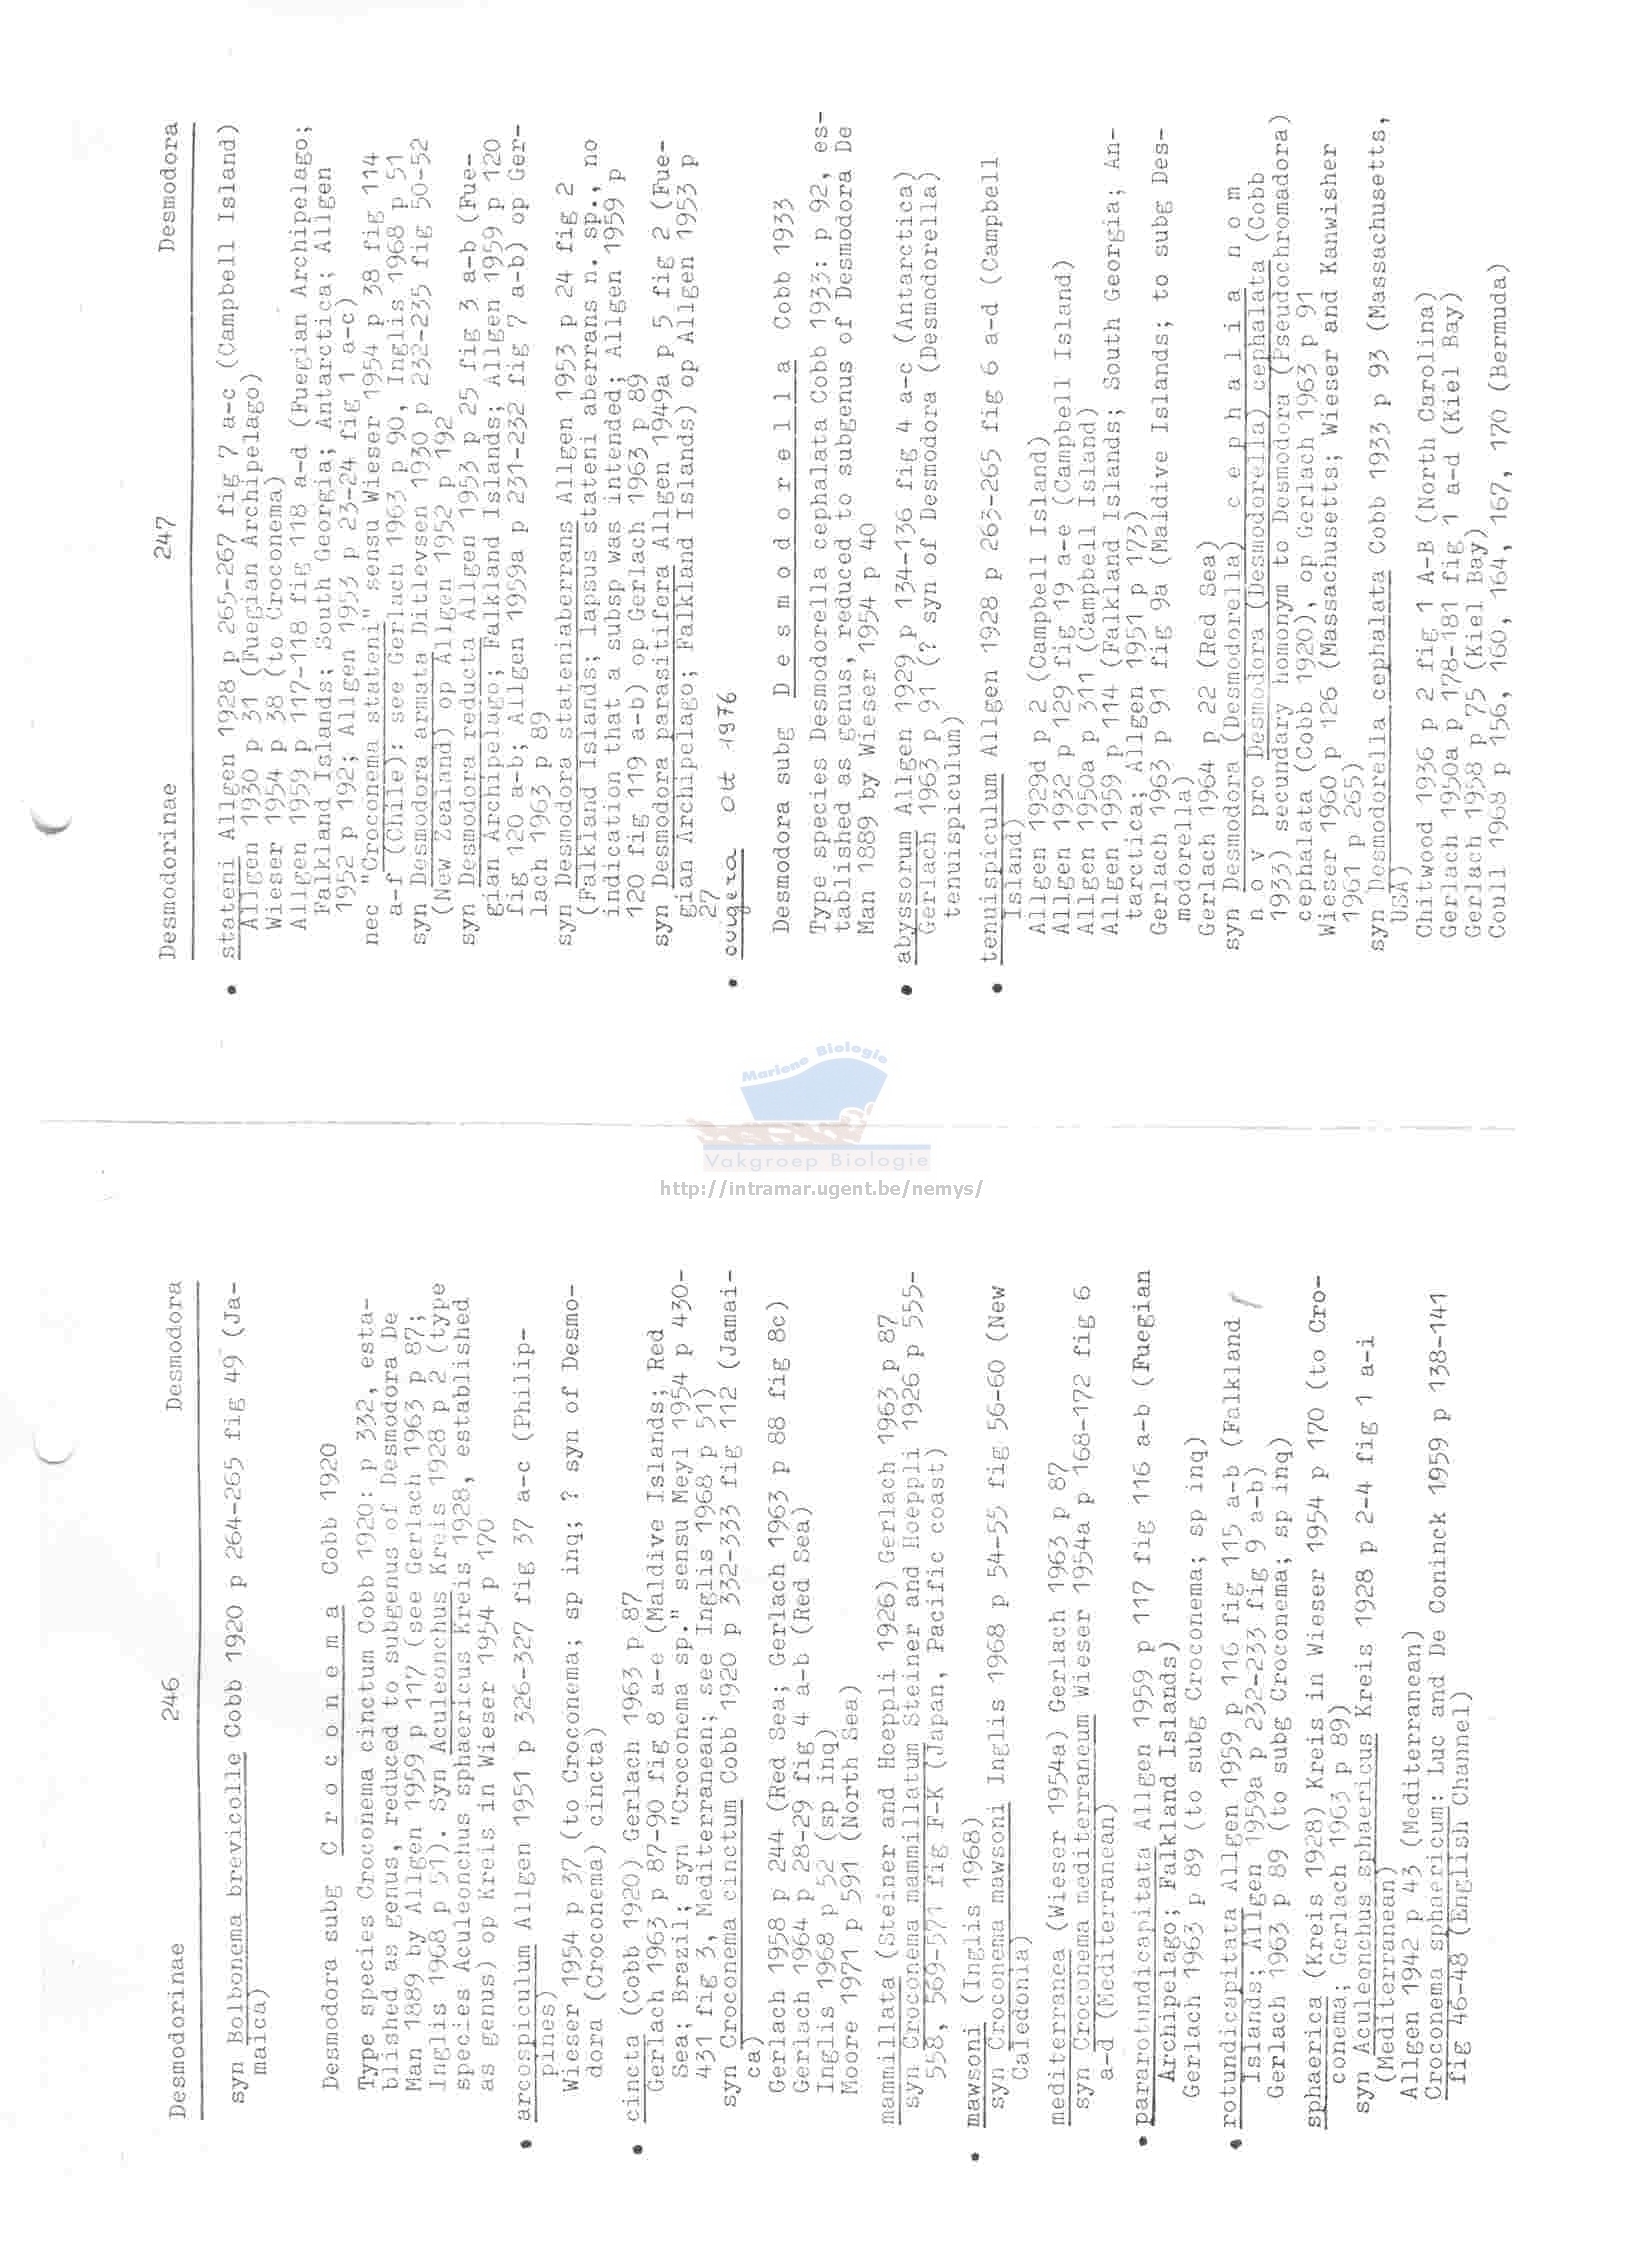 Desmodorinae 246 Desmodora
syn Bolbonema brevicolle Cobb 1920 p 264-265 fig 49 (Ja-
maica)
Desmodora subg C r o c o n e m a Cobb 1920
Type species Croconema cinctum Cobb 1920: p 332, esta-
blished as genus, reduced to subgenus of Desmodora De
Man 1889 by Allgen 1959 p 117 (see Gerlach 1963 p 87;
Inglis 1968 p 51). Syn Aculeonchus Kreis 1928 p 2 (type
species Aculeonchus sphaericus Kreis 1928, established
as genus) op Kreis in Wieser 1954 p 170
• arcospiculum Allgen 1951 p 326-327 fig 37 a-c (Philip-
pines)
Wieser 1954 p 37 (to Croconema; sp inq; ? syn of Desmo-
dora (Croconema) cincta)
• cincta (Cobb 1920) Gerlach 1963 p 87
Gerlach 1963 p 87-90 fig 8 a-e (Maldive Islands; Red
Sea; Brazil; syn "Croconema sp." sensu Meyl 1954 p 430-
431 fig 3, Mediterranean; see Inglis 1968 p 51)
syn Croconema cinctum Cobb 1920 p 332-333 fig 112 (Jamai-
ca)
Gerlach 1958 p 244 (Red Sea; Gerlach 1963 p 88 fig 8c)
Gerlach 1964 p 28-29 fig 4 a-b (Red Sea)
Inglis 1968 p 52 (sp inq)
Moore 1971 p 591 (North Sea)
mammillata (Steiner and Hoeppli 1926) Gerlach 1963 p 87
syn Croconema mammillatum Steiner and Hoeppli 1926 p 555-
558, 569-571 fig F-K (Japan, Pacific coast)
• mawsoni (Inglis 1968)
syn Croconema mawsoni Inglis 1968 p 54-55 fig 56-60 (New
Caledonia)
mediterranea (Wieser 1954a) Gerlach 1963 p 87
syn Croconema mediterraneum Wieser 1954a p 168-172 fig 6
a-d (Mediterranean)
• pararotundicapitata Allgen 1959 p 117 fig 116 a-b (Fuegian
Archipelago; Falkland Islands)
Gerlach 1963 p 89 (to subg Croconema; sp inq)
• rotundicapitata Allgen 1959 p 116 fig 115 a-b (Falkland
Islands; Allgen 1959a p 232-233 fig 9 a-b)
Gerlach 1963 p 89 (to subg Croconema; sp inq)
sphaerica (Kreis 1928) Kreis in Wieser 1954 p 170 (to Cro-
conema; Gerlach 1963 p 89)
syn Aculeonchus sphaericus Kreis 1928 p 2-4 fig 1 a-i
(Mediterranean)
Allgen 1942 p 43 (Mediterranean)
Croconema sphaericum: Luc and De Coninck 1959 p 138-141
fig 46-48 (English Channel)
Desmodorinae 247 Desmodora
• stateni Allgen 1928 p 265-267 fig 7 a-c (Campbell Island)
Allgen 1930 p 31 (Fuegian Archipelago)
Wieser 1954 p 38 (to Croconema)
Allgen 1959 p 117-118 fig 118 a-d (Fuegian Archipelago;
Falkland Islands; South Georgia; Antarctica; Allgen
1952 p 192; Allgen 1953 p 23-24 fig 1 a-c)
nec "Croconema stateni" sensu Wieser 1954 p 38 fig 114
a-f (Chile): see Gerlach 1963 p 90, Inglis 1968 p 51
syn Desmodora armata Ditlevsen 1930 p 232-235 fig 50-52
(New Zealand) op Allgen 1952 p 192
syn Desmodora reducta Allgen 1953 p 25 fig 3 a-b (Fue-
gian Archipelago; Falkland Islands; Allgen 1959 p 120
fig 120 a-b; Allgen 1959a p 231-232 fig 7 a-b) op Ger-
lach 1963 p 89
syn Desmodora stateniaberrans Allgen 1953 p 24 fig 2
(Falkland Islands; lapsus stateni aberrans n. sp., no
indication that a subsp was intended; Allgen 1959 p
120 fig 119 a-b) op Gerlach 1963 p 89
syn Desmodora parasitifera Allgen 1949a p 5 fig 2 (Fue-
gian Archipelago; Falkland Islands) op Allgen 1953 p
27
• ouugera Ott 1976
Desmodora subg D e s m o d o r e l l a Cobb 1933
Type species Desmodorella cephalata Cobb 1933: p 92, es-
tablished as genus, reduced to subgenus of Desmodora De
Man 1889 by Wieser 1954 p 40
• abyssorum Allgen 1929 p 134-136 fig 4 a-c (Antarctica)
Gerlach 1963 p 91 (? syn of Desmodora (Desmodorella)
tenuispiculum)
• tenuispiculum Allgen 1928 p 263-265 fig 6 a-d (Campbell
Island)
Allgen 1929d p 2 (Campbell Island)
Allgen 1932 p 129 fig 19 a-e (Campbell Island)
Allgen 1950a p 311 (Campbell Island)
Allgen 1959 p 114 (Falkland Islands; South Georgia; An-
tarctica; Allgen 1951 p 173)
Gerlach 1963 p 91 fig 9a (Maldive Islands; to subg Des-
modorella)
Gerlach 1964 p 22 (Red Sea)
syn Desmodora (Desmodorella) c e p h a l i a n o m
n o v pro Desmodora (Desmodorella) cephalata (Cobb
1933) secundary homonym to Desmodora (Pseudochromadora)
cephalata (Cobb 1920), op Gerlach 1963 p 91
Wieser 1960 p 126 (Massachusetts; Wieser and Kanwisher
1961 p 265)
syn Desmodorella cephalata Cobb 1933 p 93 (Massachusetts,
USA)
Chitwood 1936 p 2 fig 1 A-B (North Carolina)
Gerlach 1950a p 178-181 fig 1 a-d (Kiel Bay)
Gerlach 1958 p 75 (Kiel Bay)
Coull 1968 p 156, 160, 164, 167, 170 (Bermuda)
Mariene Biologie
Vakgroep Biologie
http://intramar.ugent.be/nemys/